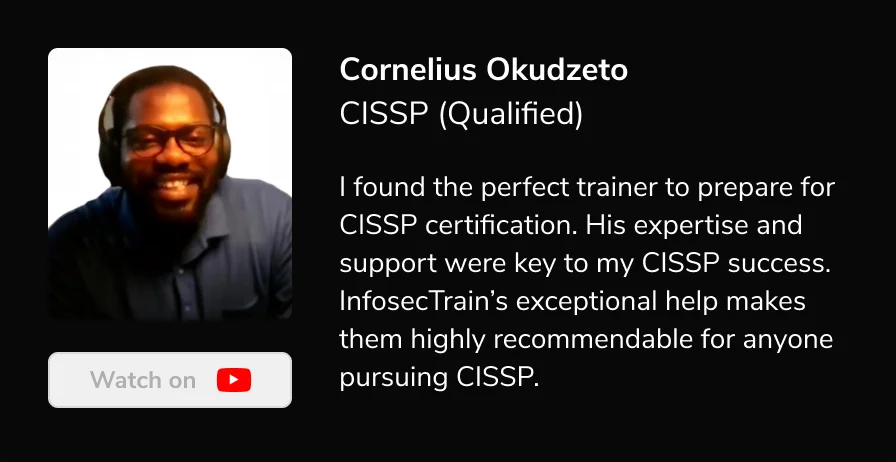 Cornelius Okudzeto
CISSP (Qualified)
I found the perfect trainer to prepare for
CISSP certification. His expertise and
support were key to my CISSP success.
InfosecTrain’s exceptional help makes
them highly recommendable for anyone
pursuing CISSP.
Watch on